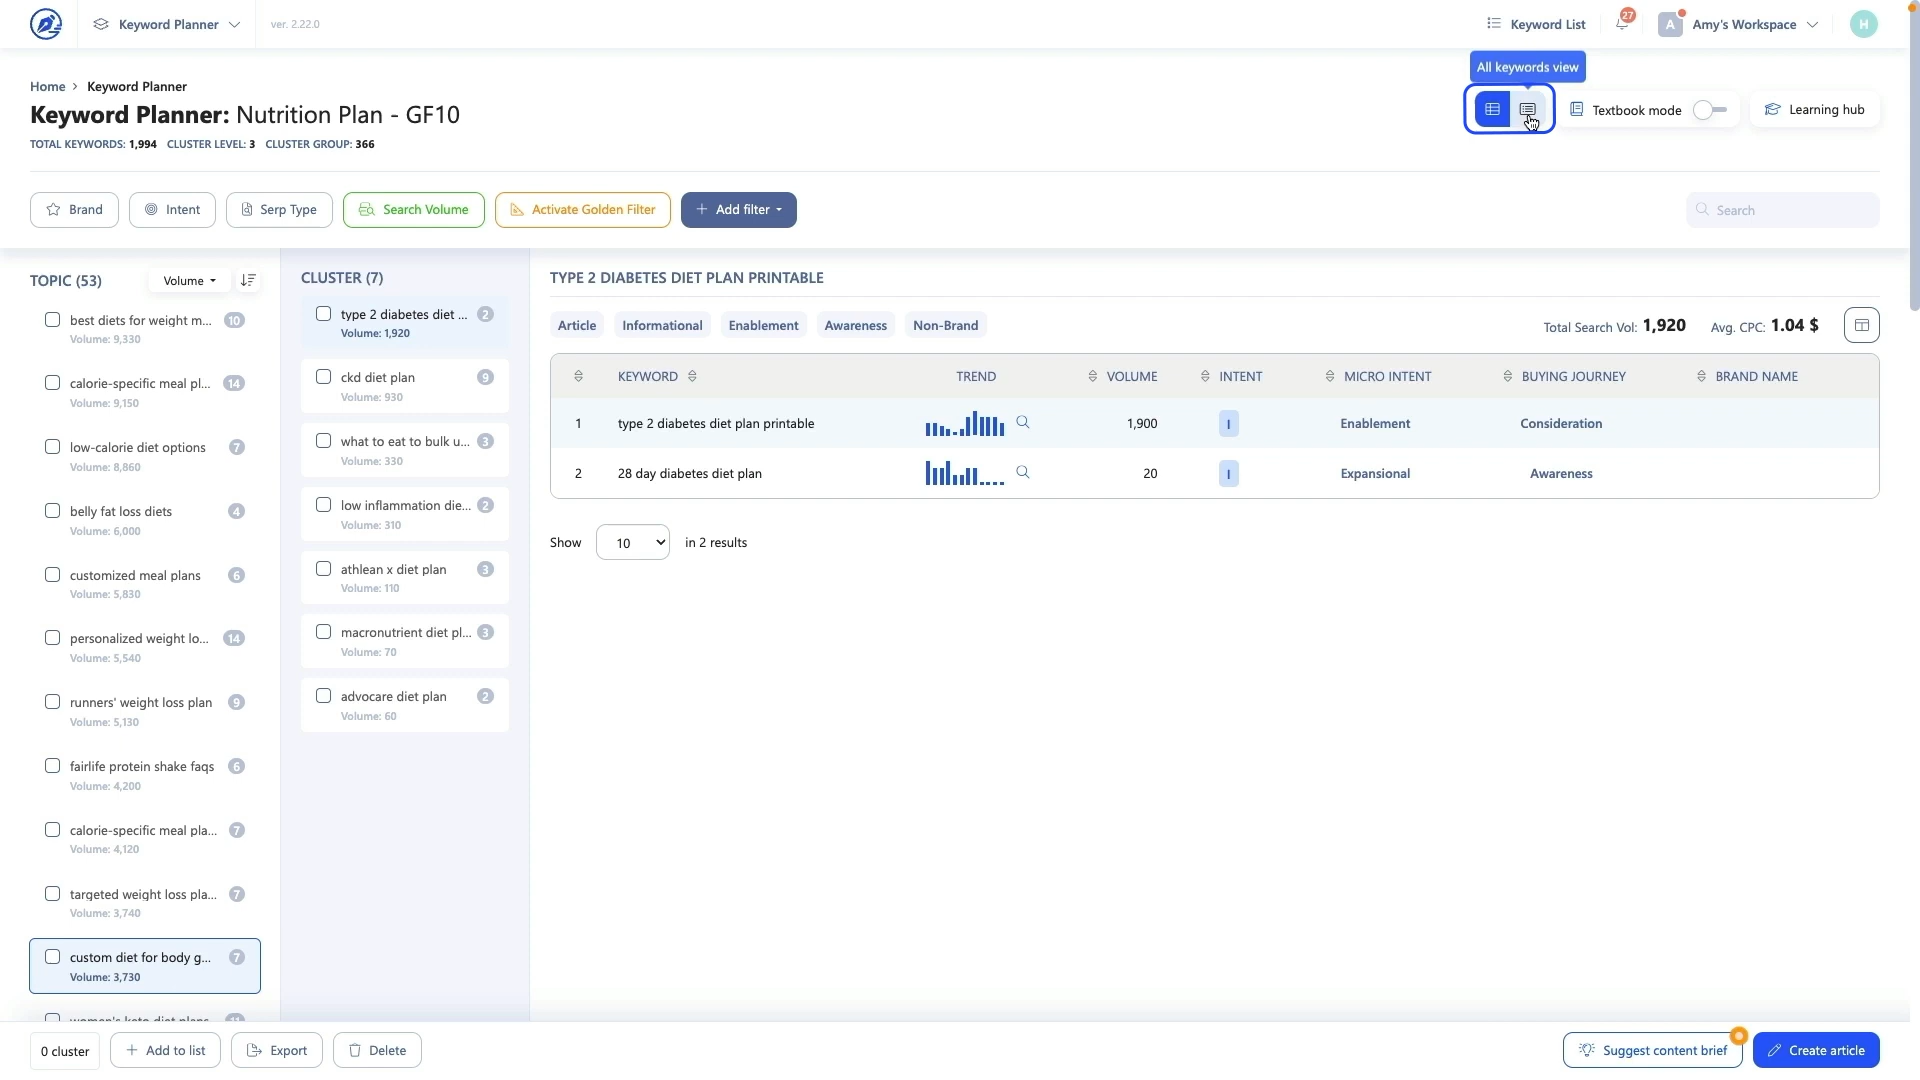 Keyword Planner
ver. 2.22.0
Keyword List
27
A
Amy's Workspace
H
All keywords view
Home > Keyword Planner
Keyword Planner: Nutrition Plan - GF10
TOTAL KEYWORDS: 1,994 CLUSTER LEVEL: 3 CLUSTER GROUP: 366
Textbook mode
Learning hub
Brand
Intent
Serp Type
Search Volume
Activate Golden Filter
Add filter
Search
TOPIC (53)
Volume
best diets for weight m... 10
Volume: 9,330
calorie-specific meal pl... 14
Volume: 9,150
low-calorie diet options 7
Volume: 8,860
belly fat loss diets 4
Volume: 6,000
customized meal plans 6
Volume: 5,830
personalized weight lo... 14
Volume: 5,540
runners' weight loss plan 9
Volume: 5,130
fairlife protein shake faqs 6
Volume: 4,200
calorie-specific meal pla... 7
Volume: 4,120
targeted weight loss pla... 7
Volume: 3,740
custom diet for body g... 7
Volume: 3,730
women's keto diet plans 11
CLUSTER (7)
type 2 diabetes diet ... 2
Volume: 1,920
ckd diet plan 9
Volume: 930
what to eat to bulk u... 3
Volume: 330
low inflammation die... 2
Volume: 310
athlean x diet plan 3
Volume: 110
macronutrient diet pl... 3
Volume: 70
advocare diet plan 2
Volume: 60
TYPE 2 DIABETES DIET PLAN PRINTABLE
Article Informational Enablement Awareness Non-Brand
Total Search Vol: 1,920 Avg. CPC: 1.04 $
KEYWORD TREND VOLUME INTENT MICRO INTENT BUYING JOURNEY BRAND NAME
1 type 2 diabetes diet plan printable 1,900 I Enablement Consideration
2 28 day diabetes diet plan 20 I Expansional Awareness
Show 10 in 2 results
0 cluster
Add to list
Export
Delete
Suggest content brief
Create article